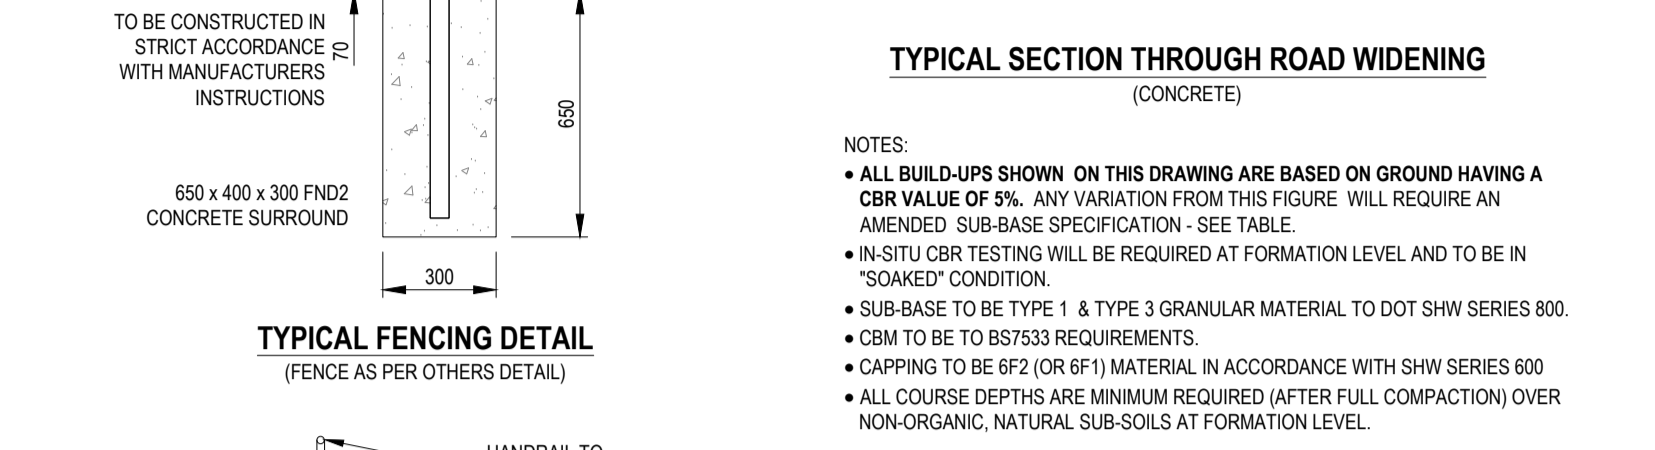 TO BE CONSTRUCTED IN
STRICT ACCORDANCE
WITH MANUFACTURERS
INSTRUCTIONS
70
650
650 x 400 x 300 FND2
CONCRETE SURROUND
300
TYPICAL FENCING DETAIL
(FENCE AS PER OTHERS DETAIL)
HANDRAIL TO
TYPICAL SECTION THROUGH ROAD WIDENING
(CONCRETE)
NOTES:
● ALL BUILD-UPS SHOWN  ON THIS DRAWING ARE BASED ON GROUND HAVING A
CBR VALUE OF 5%.  ANY VARIATION FROM THIS FIGURE  WILL REQUIRE AN
AMENDED  SUB-BASE SPECIFICATION - SEE TABLE.
● IN-SITU CBR TESTING WILL BE REQUIRED AT FORMATION LEVEL AND TO BE IN
"SOAKED" CONDITION.
● SUB-BASE TO BE TYPE 1  & TYPE 3 GRANULAR MATERIAL TO DOT SHW SERIES 800.
● CBM TO BE TO BS7533 REQUIREMENTS.
● CAPPING TO BE 6F2 (OR 6F1) MATERIAL IN ACCORDANCE WITH SHW SERIES 600
● ALL COURSE DEPTHS ARE MINIMUM REQUIRED (AFTER FULL COMPACTION) OVER
NON-ORGANIC, NATURAL SUB-SOILS AT FORMATION LEVEL.